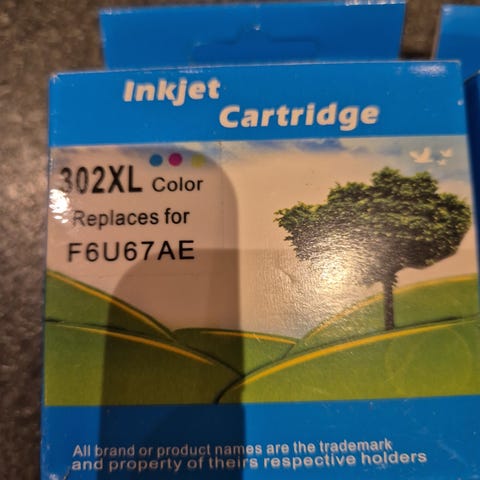 Inkjet
Cartridge
302XL Color
Replaces for
F6U67AE
All brand or product names are the trademark
and property of theirs respective holders